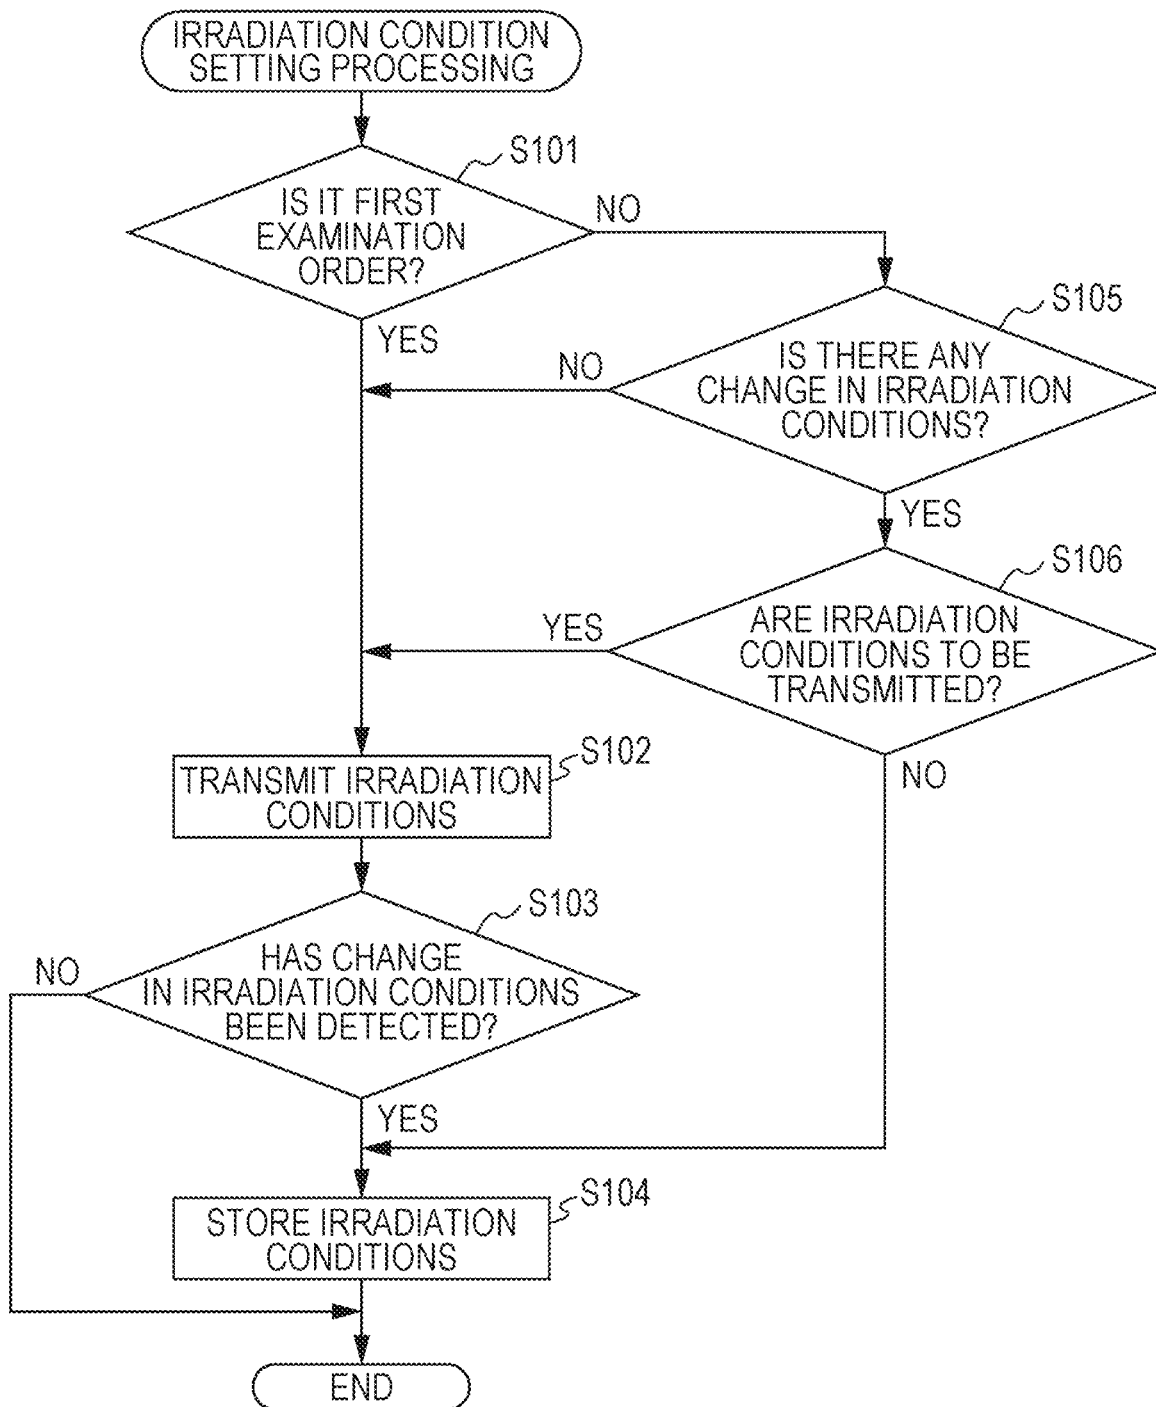 IRRADIATION CONDITION
SETTING PROCESSING
S101
IS IT FIRST
EXAMINATION
ORDER?
NO
YES
S105
IS THERE ANY
CHANGE IN IRRADIATION
CONDITIONS?
NO
YES
S106
ARE IRRADIATION
CONDITIONS TO BE
TRANSMITTED?
YES
NO
S102
TRANSMIT IRRADIATION
CONDITIONS
S103
HAS CHANGE
IN IRRADIATION CONDITIONS
BEEN DETECTED?
NO
YES
S104
STORE IRRADIATION
CONDITIONS
END